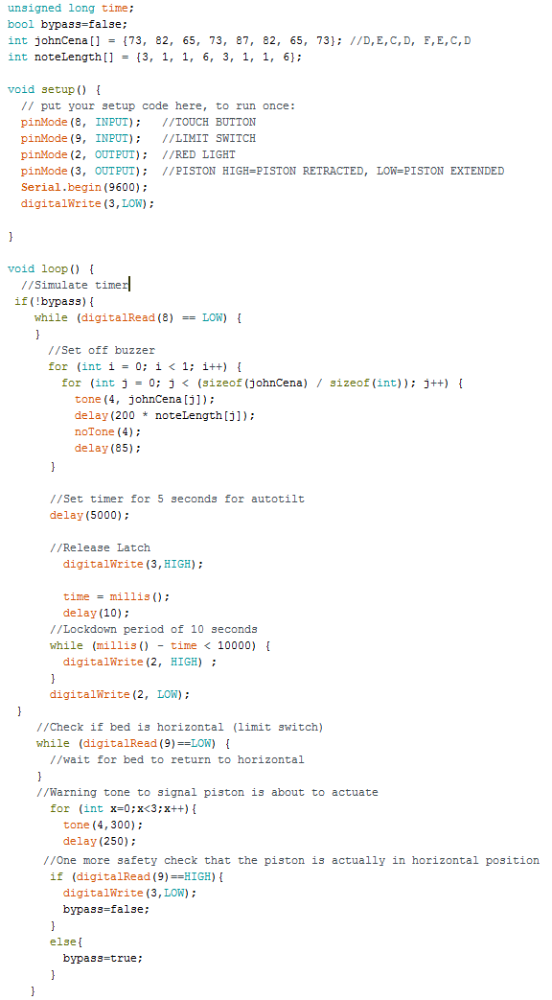 unsigned long time;
bool bypass=false;
int johnCena[] = {73, 82, 65, 73, 87, 82, 65, 73}; //D,E,C,D, F,E,C,D
int noteLength[] = {3, 1, 1, 6, 3, 1, 1, 6};
void setup() {
// put your setup code here, to run once:
pinMode(8, INPUT); //TOUCH BUTTON
pinMode(9, INPUT); //LIMIT SWITCH
pinMode(2, OUTPUT); //RED LIGHT
pinMode(3, OUTPUT); //PISTON HIGH=PISTON RETRACTED, LOW=PISTON EXTENDED
Serial.begin(9600);
digitalWrite(3,LOW);
}
void loop() {
//Simulate timer
if(!bypass){
while (digitalRead(8) == LOW) {
}
//Set off buzzer
for (int i = 0; i < 1; i++) {
for (int j = 0; j < (sizeof(johnCena) / sizeof(int)); j++) {
tone(4, johnCena[j]);
delay(200 * noteLength[j]);
noTone(4);
delay(85);
}
//Set timer for 5 seconds for autotilt
delay(5000);
//Release Latch
digitalWrite(3,HIGH);
time = millis();
delay(10);
//Lockdown period of 10 seconds
while (millis() - time < 10000) {
digitalWrite(2, HIGH) ;
}
digitalWrite(2, LOW);
}
//Check if bed is horizontal (limit switch)
while (digitalRead(9)==LOW) {
//wait for bed to return to horizontal
}
//Warning tone to signal piston is about to actuate
for (int x=0;x<3;x++){
tone(4,300);
delay(250);
//One more safety check that the piston is actually in horizontal position
if (digitalRead(9)==HIGH){
digitalWrite(3,LOW);
bypass=false;
}
else{
bypass=true;
}
}